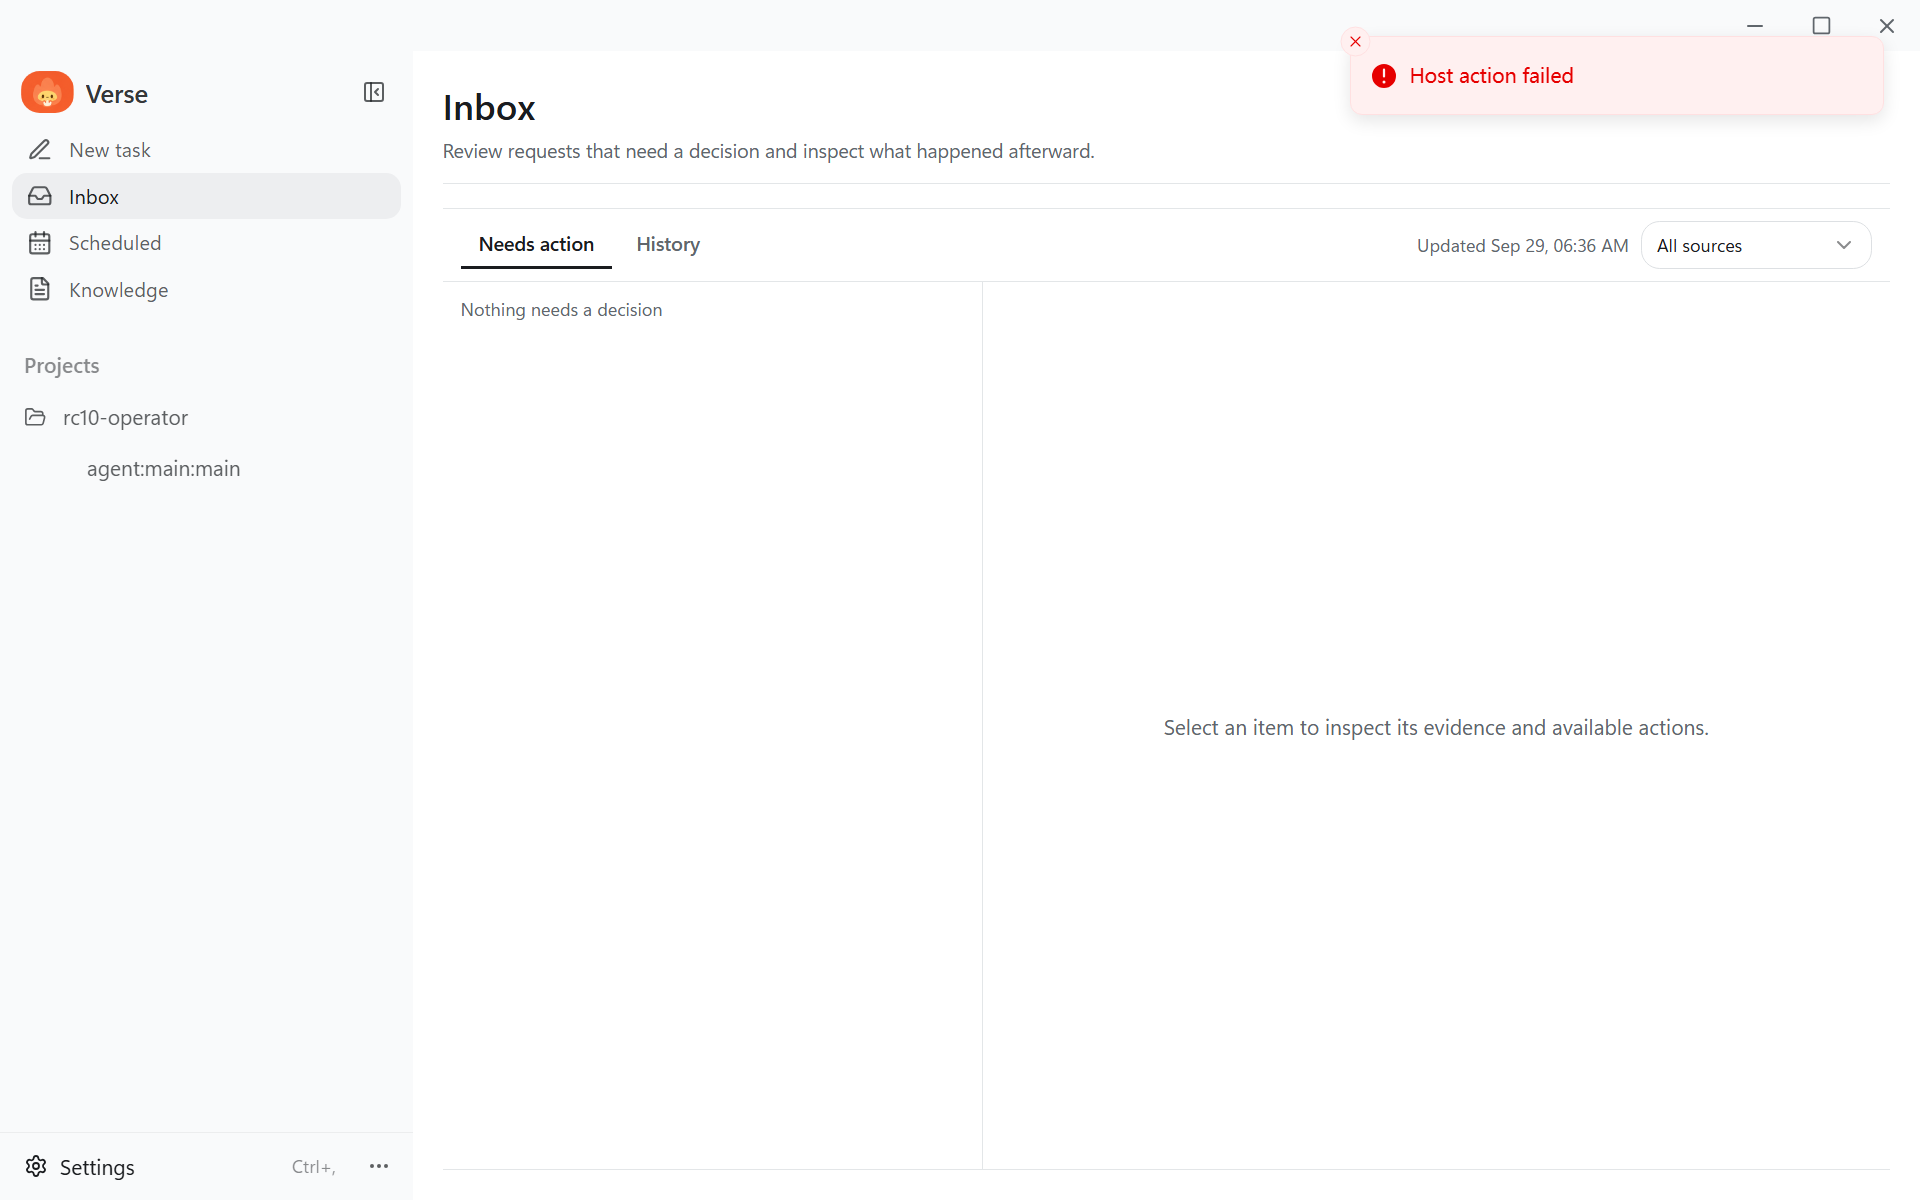 Host action failed
Verse
New task
Inbox
Scheduled
Knowledge
Projects
rc10-operator
agent:main:main
Settings Ctrl+,
Inbox
Review requests that need a decision and inspect what happened afterward.
Needs action History Updated Sep 29, 06:36 AM All sources
Nothing needs a decision
Select an item to inspect its evidence and available actions.